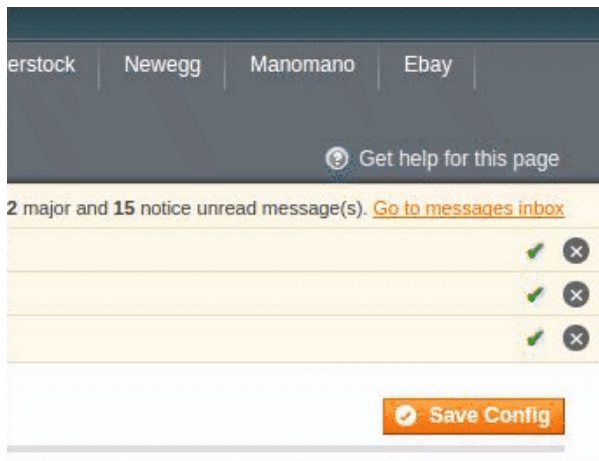 erstock Newegg Manomano Ebay
Get help for this page
2 major and 15 notice unread message(s). Go to messages inbox
Save Config